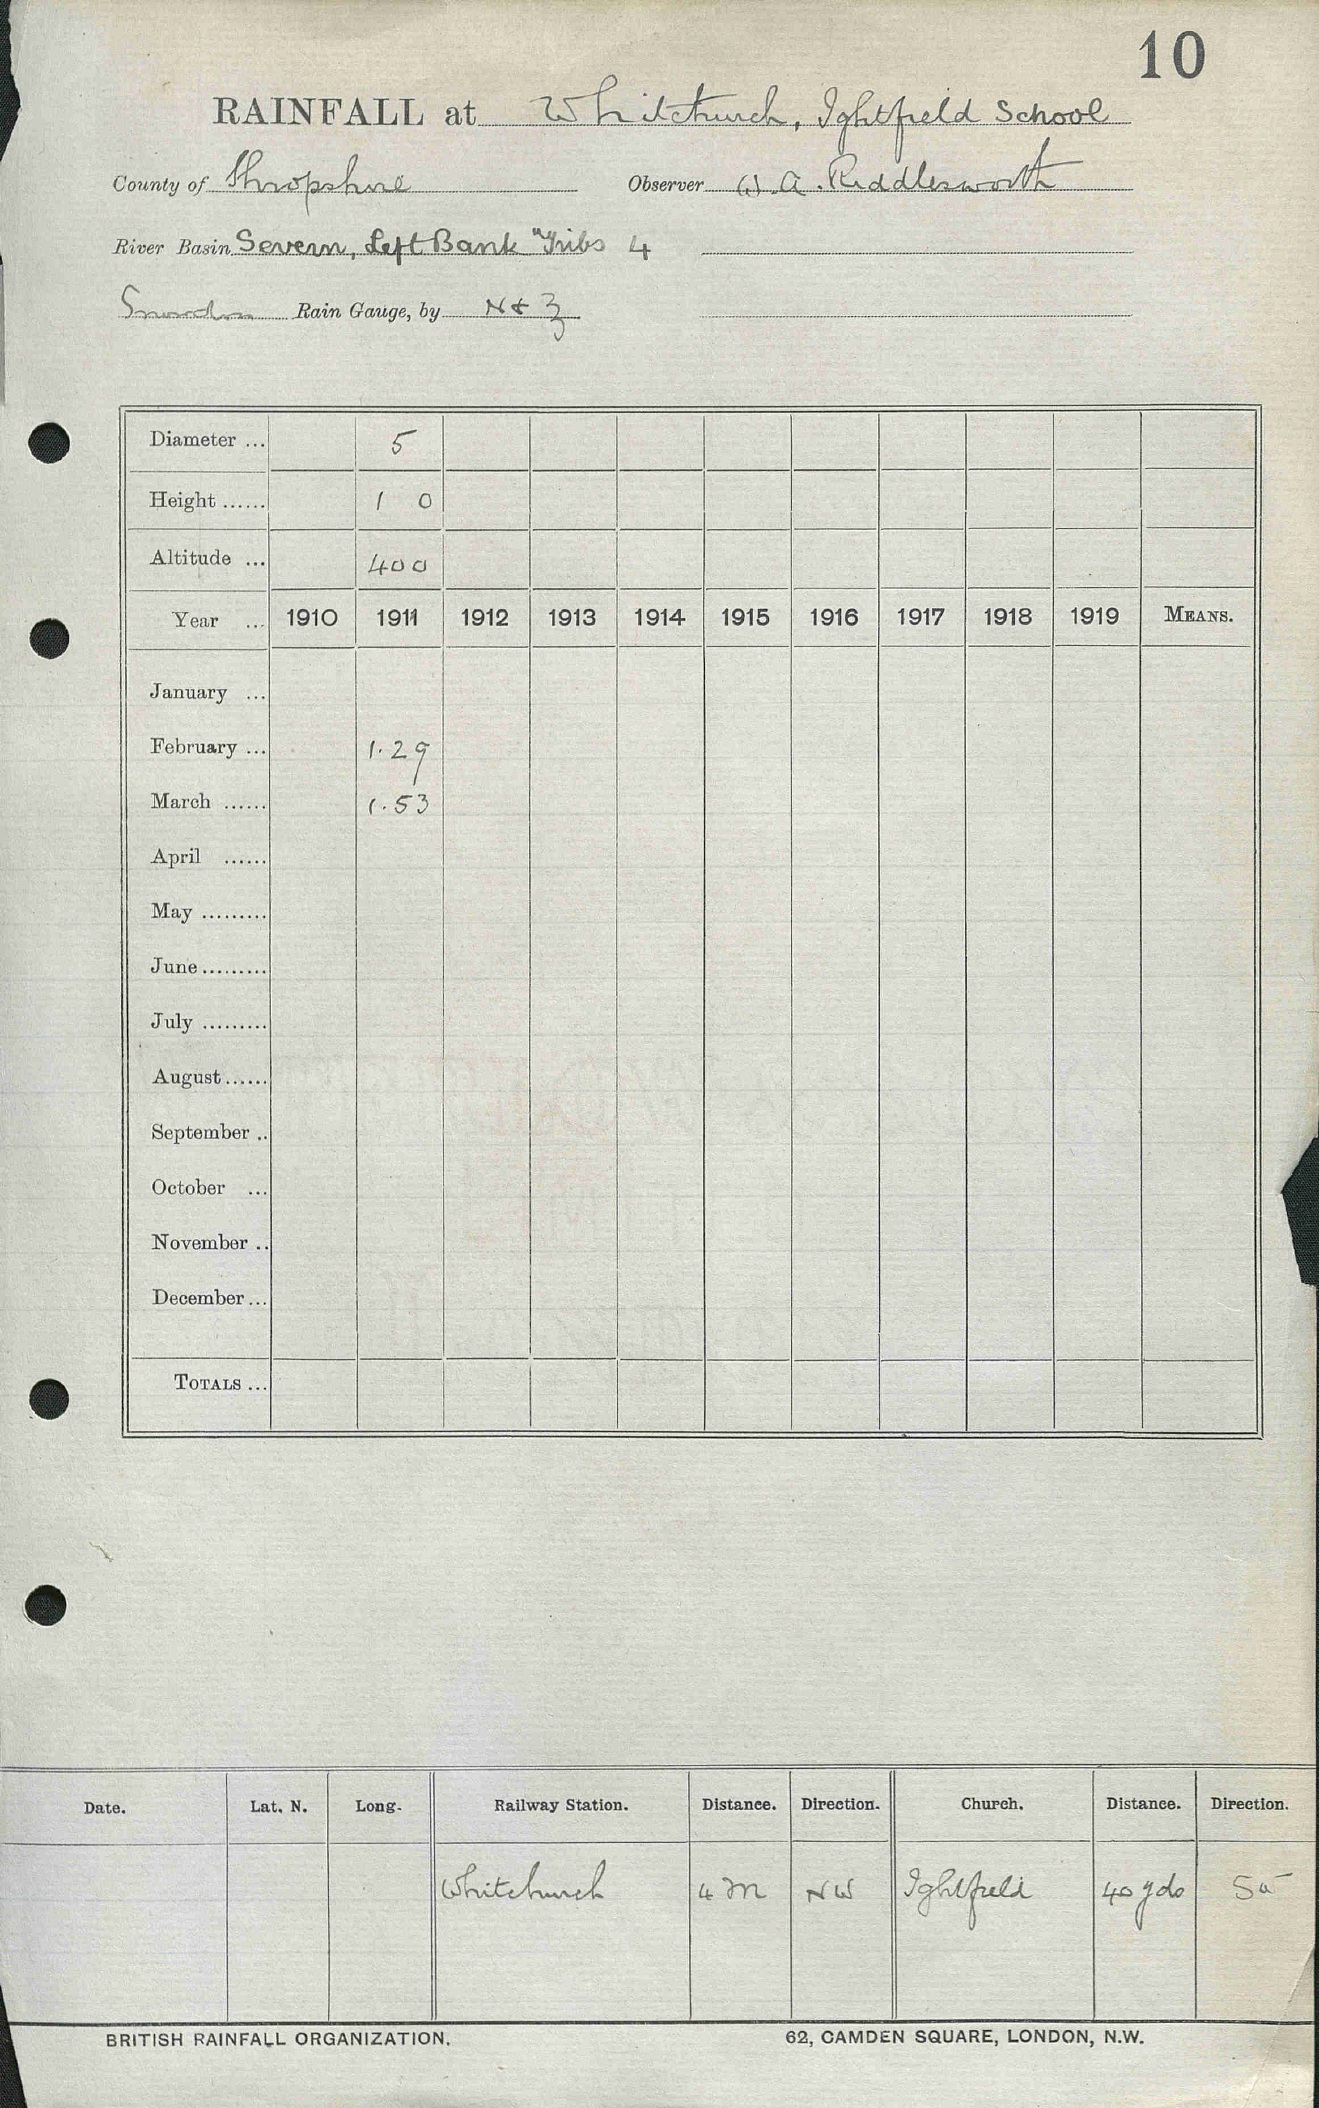 10
RAINFALL at Whitchurch, Ightfield School
County of Shropshire Observer W. A. Riddlesworth
River Basin Severn, Left Bank Tribs 4
Snowdon Rain Gauge, by N & Z
Diameter ... 5
Height ...... 1 0
Altitude ... 400
Year ... 1910 1911 1912 1913 1914 1915 1916 1917 1918 1919 MEANS.
January ...
February ... 1.29
March ...... 1.53
April ......
May .........
June .........
July .........
August ......
September ..
October ...
November ..
December ...
TOTALS ...
Date. Lat. N. Long. Railway Station. Distance. Direction. Church. Distance. Direction.
Whitchurch 4 m NW Ightfield 40 yds
BRITISH RAINFALL ORGANIZATION. 62, CAMDEN SQUARE, LONDON, N.W.